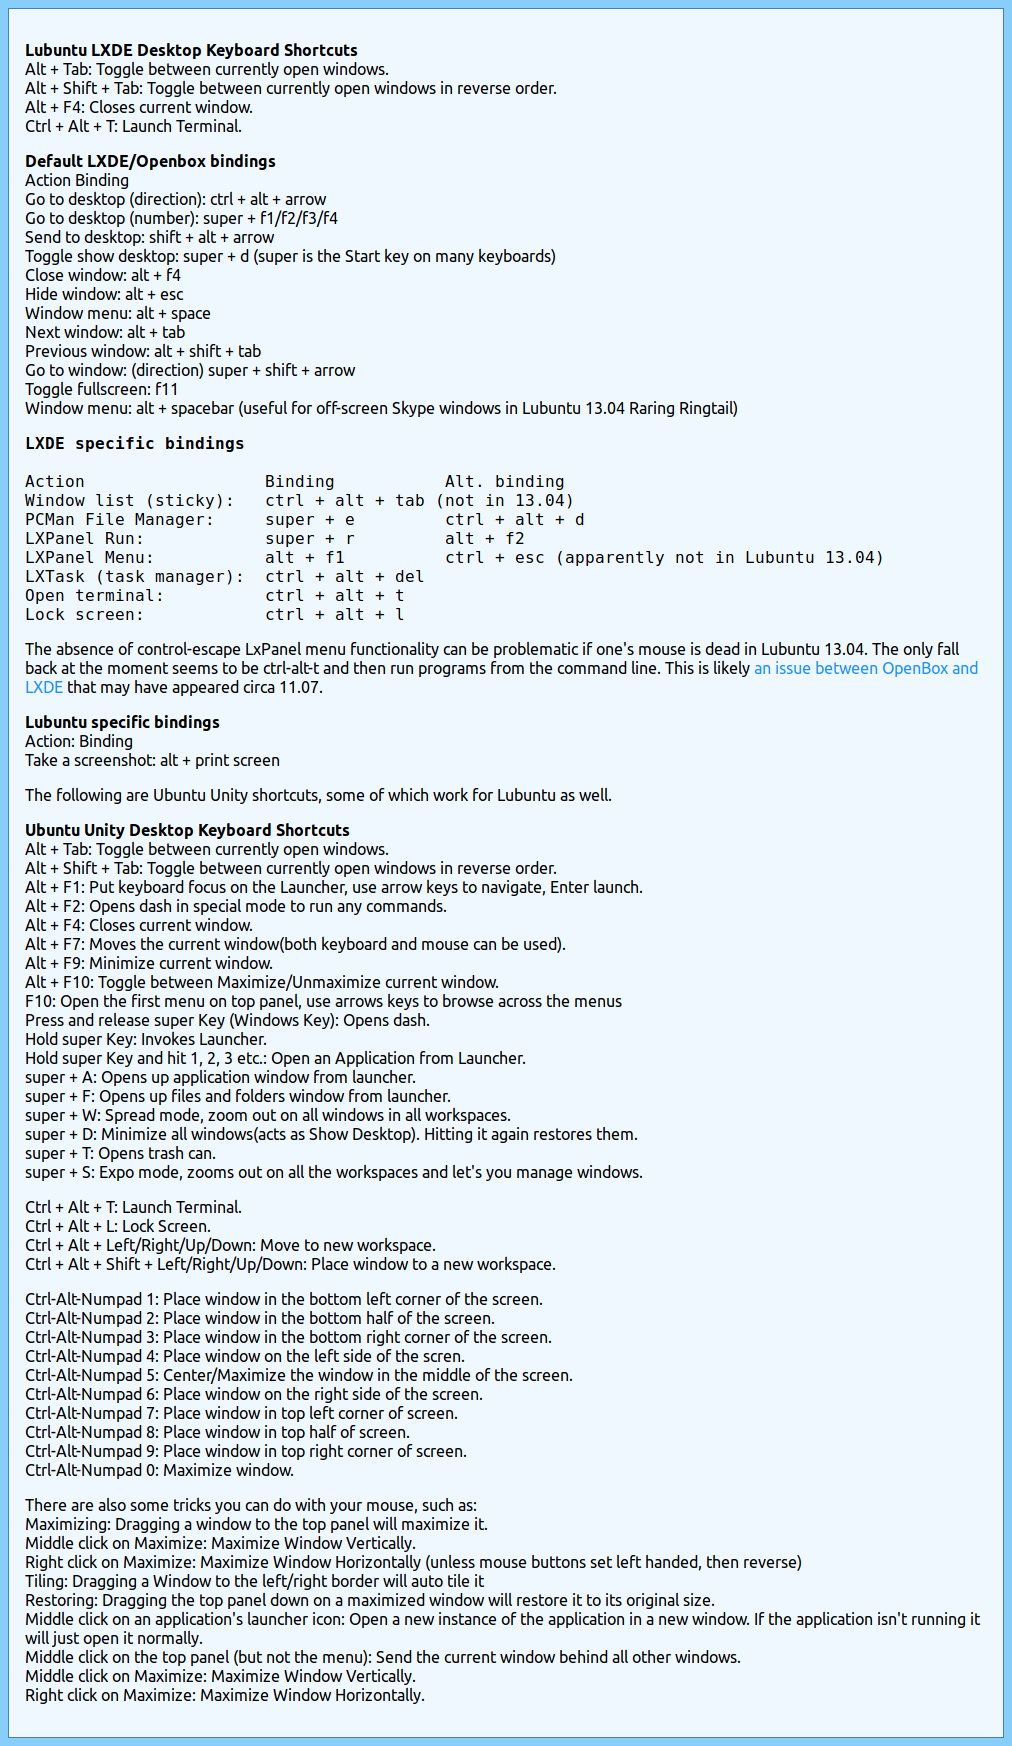 Lubuntu LXDE Desktop Keyboard Shortcuts
Alt + Tab: Toggle between currently open windows.
Alt + Shift + Tab: Toggle between currently open windows in reverse order.
Alt + F4: Closes current window.
Ctrl + Alt + T: Launch Terminal.
Default LXDE/Openbox bindings
Action Binding
Go to desktop (direction): ctrl + alt + arrow
Go to desktop (number): super + f1/f2/f3/f4
Send to desktop: shift + alt + arrow
Toggle show desktop: super + d (super is the Start key on many keyboards)
Close window: alt + f4
Hide window: alt + esc
Window menu: alt + space
Next window: alt + tab
Previous window: alt + shift + tab
Go to window: (direction) super + shift + arrow
Toggle fullscreen: f11
Window menu: alt + spacebar (useful for off-screen Skype windows in Lubuntu 13.04 Raring Ringtail)
LXDE specific bindings
Action                  Binding           Alt. binding
Window list (sticky):   ctrl + alt + tab (not in 13.04)
PCMan File Manager:     super + e         ctrl + alt + d
LXPanel Run:            super + r         alt + f2
LXPanel Menu:           alt + f1          ctrl + esc (apparently not in Lubuntu 13.04)
LXTask (task manager):  ctrl + alt + del
Open terminal:          ctrl + alt + t
Lock screen:            ctrl + alt + l
The absence of control-escape LxPanel menu functionality can be problematic if one's mouse is dead in Lubuntu 13.04. The only fall
back at the moment seems to be ctrl-alt-t and then run programs from the command line. This is likely an issue between OpenBox and
LXDE that may have appeared circa 11.07.
Lubuntu specific bindings
Action: Binding
Take a screenshot: alt + print screen
The following are Ubuntu Unity shortcuts, some of which work for Lubuntu as well.
Ubuntu Unity Desktop Keyboard Shortcuts
Alt + Tab: Toggle between currently open windows.
Alt + Shift + Tab: Toggle between currently open windows in reverse order.
Alt + F1: Put keyboard focus on the Launcher, use arrow keys to navigate, Enter launch.
Alt + F2: Opens dash in special mode to run any commands.
Alt + F4: Closes current window.
Alt + F7: Moves the current window(both keyboard and mouse can be used).
Alt + F9: Minimize current window.
Alt + F10: Toggle between Maximize/Unmaximize current window.
F10: Open the first menu on top panel, use arrows keys to browse across the menus
Press and release super Key (Windows Key): Opens dash.
Hold super Key: Invokes Launcher.
Hold super Key and hit 1, 2, 3 etc.: Open an Application from Launcher.
super + A: Opens up application window from launcher.
super + F: Opens up files and folders window from launcher.
super + W: Spread mode, zoom out on all windows in all workspaces.
super + D: Minimize all windows(acts as Show Desktop). Hitting it again restores them.
super + T: Opens trash can.
super + S: Expo mode, zooms out on all the workspaces and let's you manage windows.
Ctrl + Alt + T: Launch Terminal.
Ctrl + Alt + L: Lock Screen.
Ctrl + Alt + Left/Right/Up/Down: Move to new workspace.
Ctrl + Alt + Shift + Left/Right/Up/Down: Place window to a new workspace.
Ctrl-Alt-Numpad 1: Place window in the bottom left corner of the screen.
Ctrl-Alt-Numpad 2: Place window in the bottom half of the screen.
Ctrl-Alt-Numpad 3: Place window in the bottom right corner of the screen.
Ctrl-Alt-Numpad 4: Place window on the left side of the scren.
Ctrl-Alt-Numpad 5: Center/Maximize the window in the middle of the screen.
Ctrl-Alt-Numpad 6: Place window on the right side of the screen.
Ctrl-Alt-Numpad 7: Place window in top left corner of screen.
Ctrl-Alt-Numpad 8: Place window in top half of screen.
Ctrl-Alt-Numpad 9: Place window in top right corner of screen.
Ctrl-Alt-Numpad 0: Maximize window.
There are also some tricks you can do with your mouse, such as:
Maximizing: Dragging a window to the top panel will maximize it.
Middle click on Maximize: Maximize Window Vertically.
Right click on Maximize: Maximize Window Horizontally (unless mouse buttons set left handed, then reverse)
Tiling: Dragging a Window to the left/right border will auto tile it
Restoring: Dragging the top panel down on a maximized window will restore it to its original size.
Middle click on an application's launcher icon: Open a new instance of the application in a new window. If the application isn't running it
will just open it normally.
Middle click on the top panel (but not the menu): Send the current window behind all other windows.
Middle click on Maximize: Maximize Window Vertically.
Right click on Maximize: Maximize Window Horizontally.